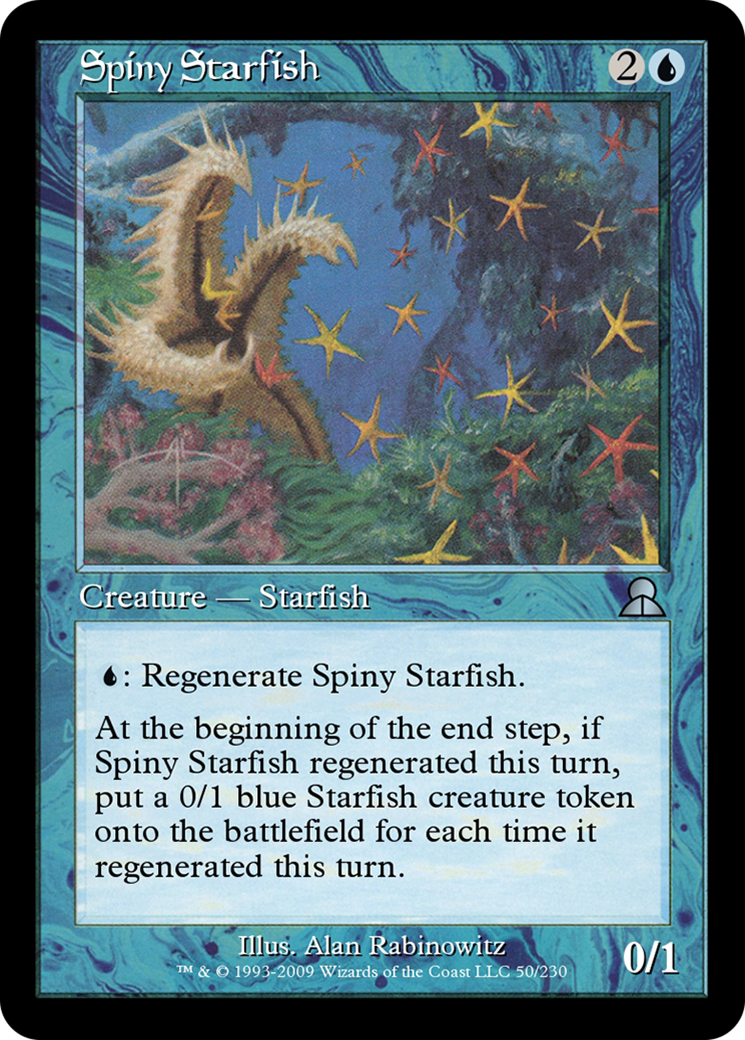 Spiny Starfish 2
Creature — Starfish
: Regenerate Spiny Starfish.
At the beginning of the end step, if
Spiny Starfish regenerated this turn,
put a 0/1 blue Starfish creature token
onto the battlefield for each time it
regenerated this turn.
Illus. Alan Rabinowitz
™ & © 1993-2009 Wizards of the Coast LLC 50/230
0/1